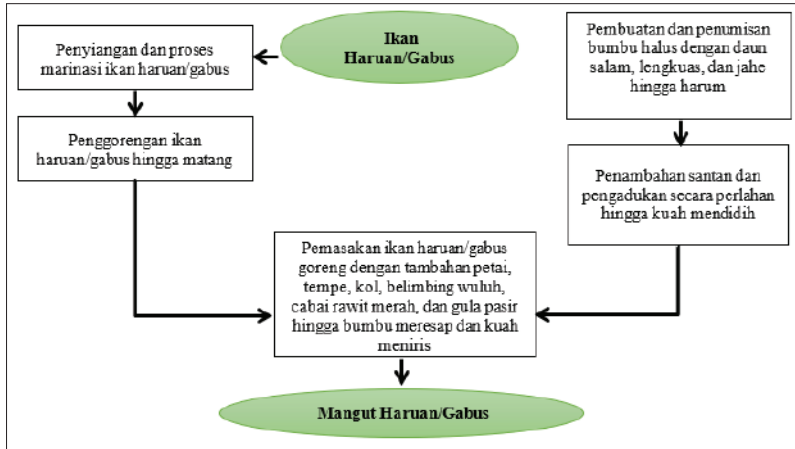 Ikan
Haruan/Gabus
Penyiangan dan proses
marinasi ikan haruan/gabus
Penggorengan ikan
haruan/gabus hingga matang
Pembuatan dan penumisan
bumbu halus dengan daun
salam, lengkuas, dan jahe
hingga harum
Penambahan santan dan
pengadukan secara perlahan
hingga kuah mendidih
Pemasakan ikan haruan/gabus
goreng dengan tambahan petai,
tempe, kol, belimbing wuluh,
cabai rawit merah, dan gula pasir
hingga bumbu meresap dan kuah
meniris
Mangut Haruan/Gabus